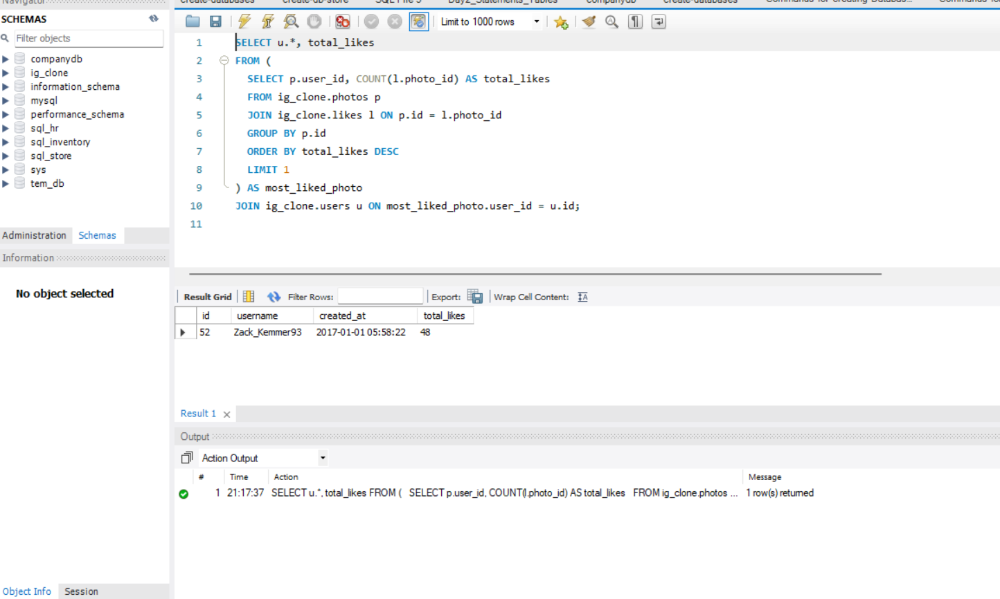 Navigator
create-databases create-db-store SQL File 5 Day2_Statements_Tables companydb create-databases
SCHEMAS
Limit to 1000 rows
Filter objects
companydb
ig_clone
information_schema
mysql
performance_schema
sql_hr
sql_inventory
sql_store
sys
tem_db
Administration Schemas
Information
No object selected
1 SELECT u.*, total_likes
2 FROM (
3 SELECT p.user_id, COUNT(l.photo_id) AS total_likes
4 FROM ig_clone.photos p
5 JOIN ig_clone.likes l ON p.id = l.photo_id
6 GROUP BY p.id
7 ORDER BY total_likes DESC
8 LIMIT 1
9 ) AS most_liked_photo
10 JOIN ig_clone.users u ON most_liked_photo.user_id = u.id;
11
Result Grid Filter Rows: Export: Wrap Cell Content:
id username created_at total_likes
52 Zack_Kemmer93 2017-01-01 05:58:22 48
Result 1
Output
Action Output
# Time Action Message
1 21:17:37 SELECT u.*, total_likes FROM ( SELECT p.user_id, COUNT(l.photo_id) AS total_likes FROM ig_clone.photos ... 1 row(s) returned
Object Info Session